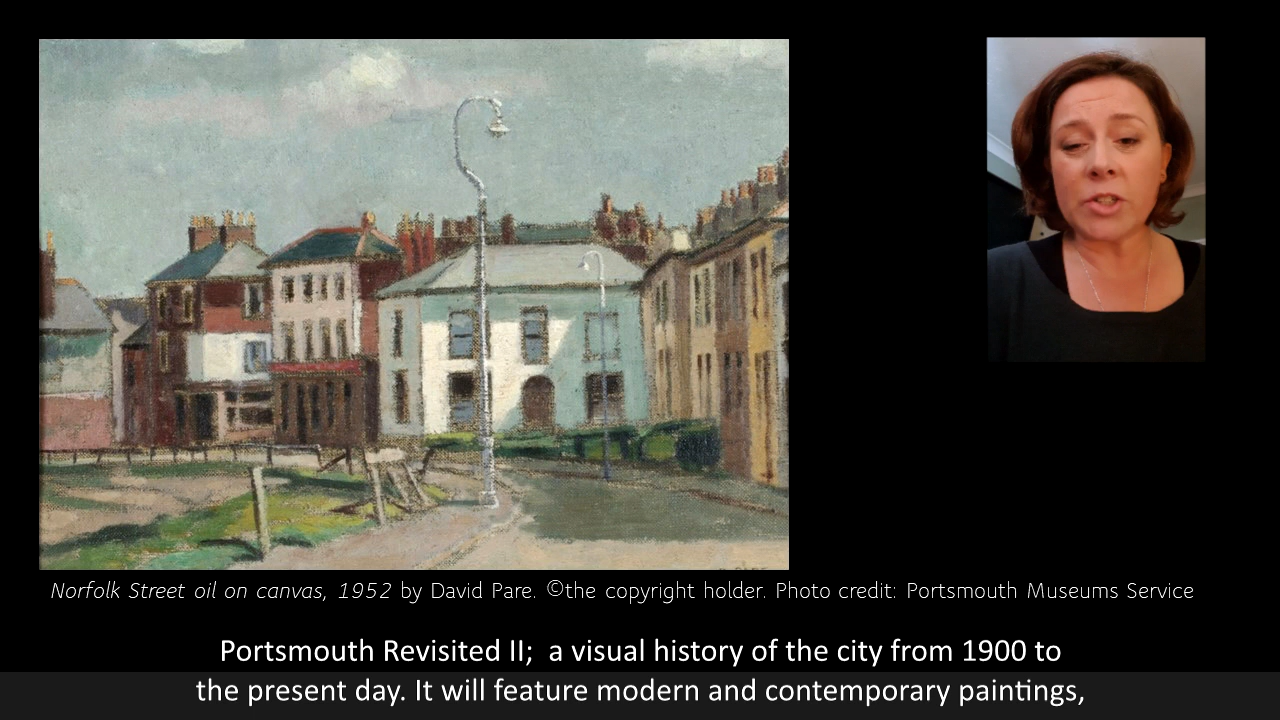 Norfolk Street oil on canvas, 1952 by David Pare. ©the copyright holder. Photo credit: Portsmouth Museums Service
Portsmouth Revisited II;  a visual history of the city from 1900 to
the present day. It will feature modern and contemporary paintings,